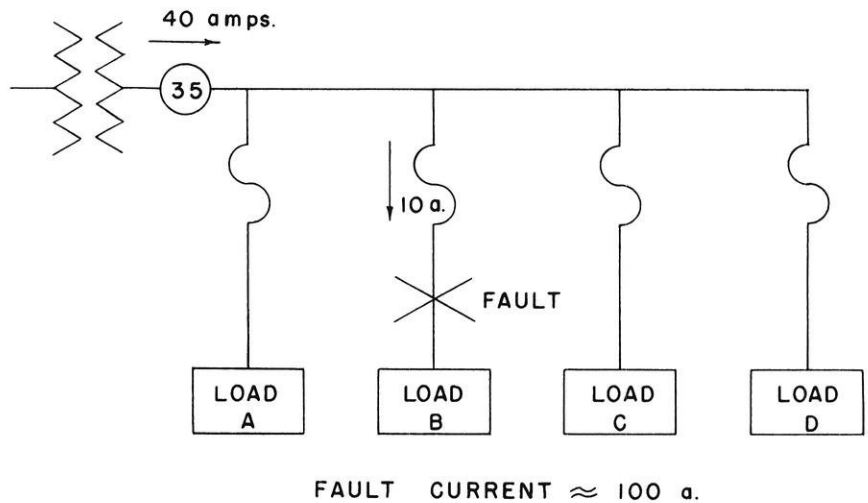 40 amps.
35
10 a.
FAULT
LOAD A
LOAD B
LOAD C
LOAD D
FAULT CURRENT ≈ 100 a.